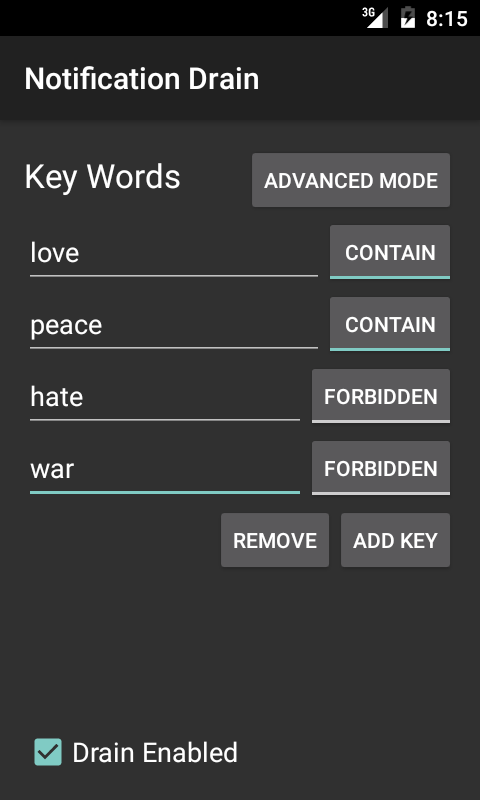 3G 8:15
Notification Drain
Key Words ADVANCED MODE
love CONTAIN
peace CONTAIN
hate FORBIDDEN
war FORBIDDEN
REMOVE ADD KEY
Drain Enabled